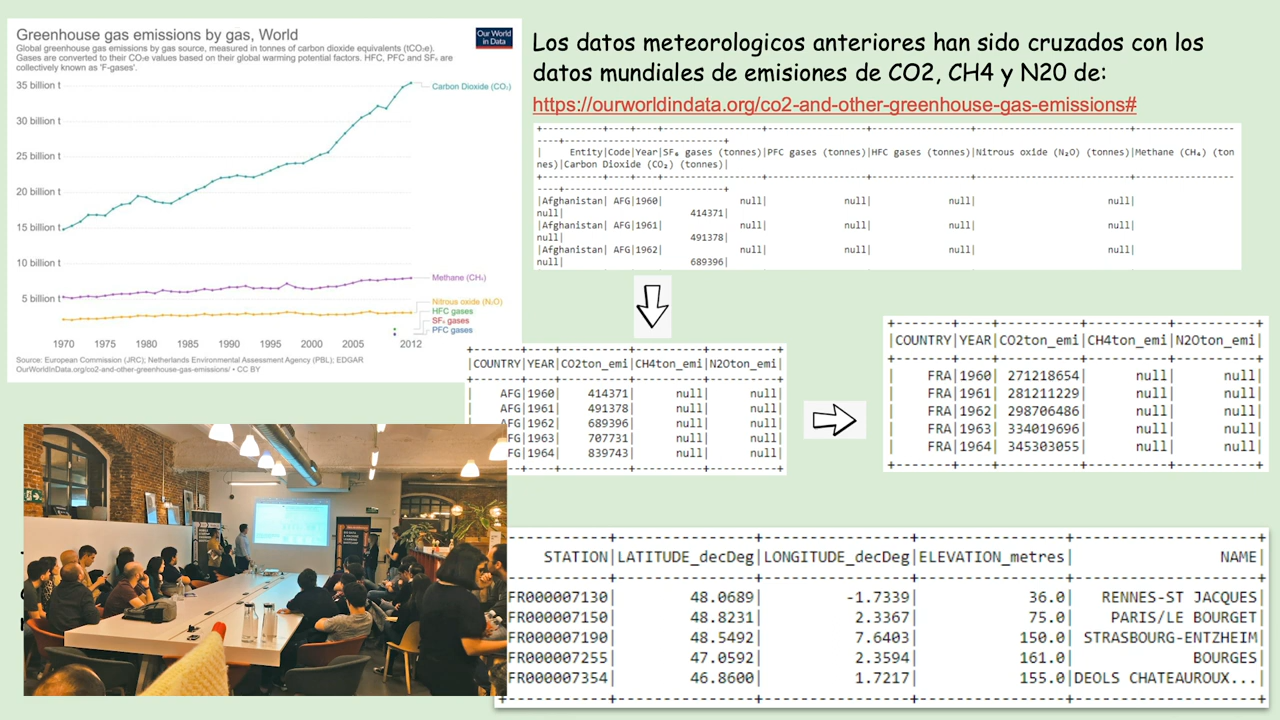 Greenhouse gas emissions by gas, World
Our World
in Data
Global greenhouse gas emissions by gas source, measured in tonnes of carbon dioxide equivalents (tCO₂e).
Gases are converted to their CO₂e values based on their global warming potential factors. HFC, PFC and SF₆ are
collectively known as 'F-gases'.
35 billion t
Carbon Dioxide (CO₂)
30 billion t
25 billion t
20 billion t
15 billion t
10 billion t
Methane (CH₄)
5 billion t
Nitrous oxide (N₂O)
HFC gases
SF₆ gases
PFC gases
1970 1975 1980 1985 1990 1995 2000 2005 2012
Source: European Commission (JRC); Netherlands Environmental Assessment Agency (PBL); EDGAR
OurWorldInData.org/co2-and-other-greenhouse-gas-emissions/ • CC BY
Los datos meteorologicos anteriores han sido cruzados con los
datos mundiales de emisiones de CO2, CH4 y N20 de:
https://ourworldindata.org/co2-and-other-greenhouse-gas-emissions#
| Entity|Code|Year|SF₆ gases (tonnes)|PFC gases (tonnes)|HFC gases (tonnes)|Nitrous oxide (N₂O) (tonnes)|Methane (CH₄) (ton
nes)|Carbon Dioxide (CO₂) (tonnes)|
|Afghanistan| AFG|1960| null| null| null| null|
null| 414371|
|Afghanistan| AFG|1961| null| null| null| null|
null| 491378|
|Afghanistan| AFG|1962| null| null| null| null|
null| 689396|
|COUNTRY|YEAR|CO2ton_emi|CH4ton_emi|N2Oton_emi|
| AFG|1960| 414371| null| null|
| AFG|1961| 491378| null| null|
| AFG|1962| 689396| null| null|
FG|1963| 707731| null| null|
FG|1964| 839743| null| null|
|COUNTRY|YEAR|CO2ton_emi|CH4ton_emi|N2Oton_emi|
| FRA|1960| 271218654| null| null|
| FRA|1961| 281211229| null| null|
| FRA|1962| 298706486| null| null|
| FRA|1963| 334019696| null| null|
| FRA|1964| 345303055| null| null|
STATION|LATITUDE_decDeg|LONGITUDE_decDeg|ELEVATION_metres| NAME|
FR000007130| 48.0689| -1.7339| 36.0| RENNES-ST JACQUES|
FR000007150| 48.8231| 2.3367| 75.0| PARIS/LE BOURGET|
FR000007190| 48.5492| 7.6403| 150.0| STRASBOURG-ENTZHEIM|
FR000007255| 47.0592| 2.3594| 161.0| BOURGES|
FR000007354| 46.8600| 1.7217| 155.0|DEOLS CHATEAUROUX...|